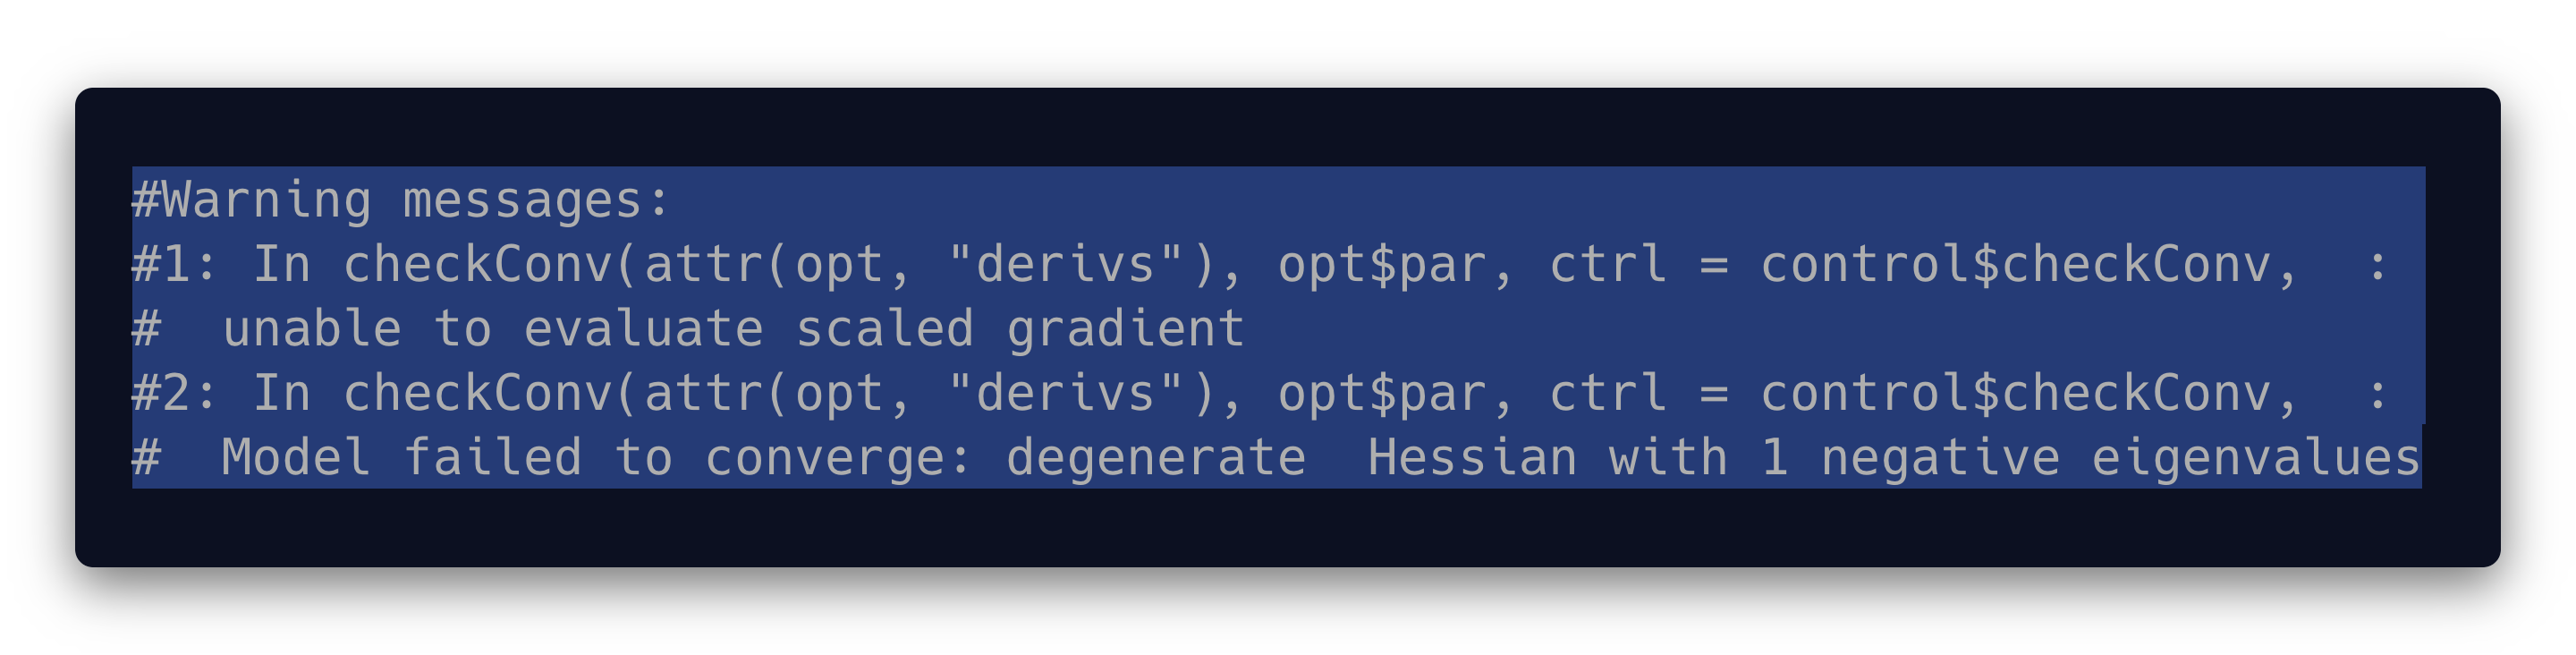 #Warning messages:
#1: In checkConv(attr(opt, "derivs"), opt$par, ctrl = control$checkConv,  :
#  unable to evaluate scaled gradient
#2: In checkConv(attr(opt, "derivs"), opt$par, ctrl = control$checkConv,  :
#  Model failed to converge: degenerate  Hessian with 1 negative eigenvalues